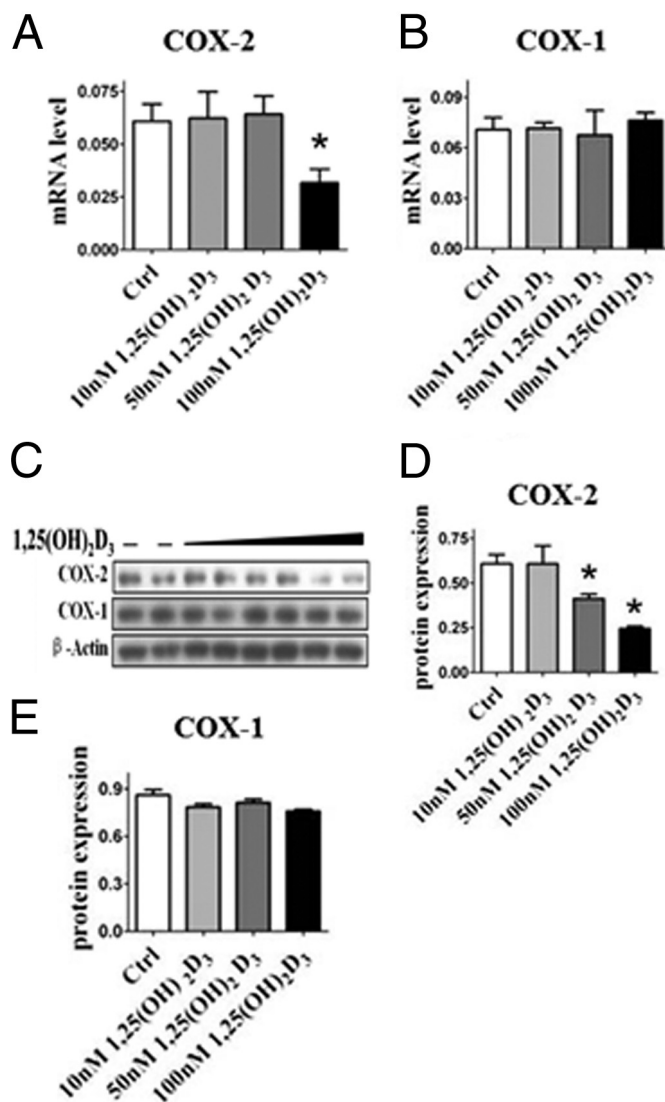 A
COX-2
mRNA level
0.075
0.050
0.025
0.000
*
Ctrl
10nM 1,25(OH) ₂D₃
50nM 1,25(OH)₂ D₃
100nM 1,25(OH)₂D₃
B
COX-1
mRNA level
0.09
0.06
0.03
0.00
Ctrl
10nM 1,25(OH) ₂D₃
50nM 1,25(OH)₂ D₃
100nM 1,25(OH)₂D₃
C
1,25(OH)₂D₃
– –
COX-2
COX-1
β-Actin
D
COX-2
protein expression
0.75
0.50
0.25
0.00
*
*
Ctrl
10nM 1,25(OH) ₂D₃
50nM 1,25(OH)₂ D₃
100nM 1,25(OH)₂D₃
E
COX-1
protein expression
0.9
0.6
0.3
0.0
Ctrl
10nM 1,25(OH) ₂D₃
50nM 1,25(OH)₂ D₃
100nM 1,25(OH)₂D₃